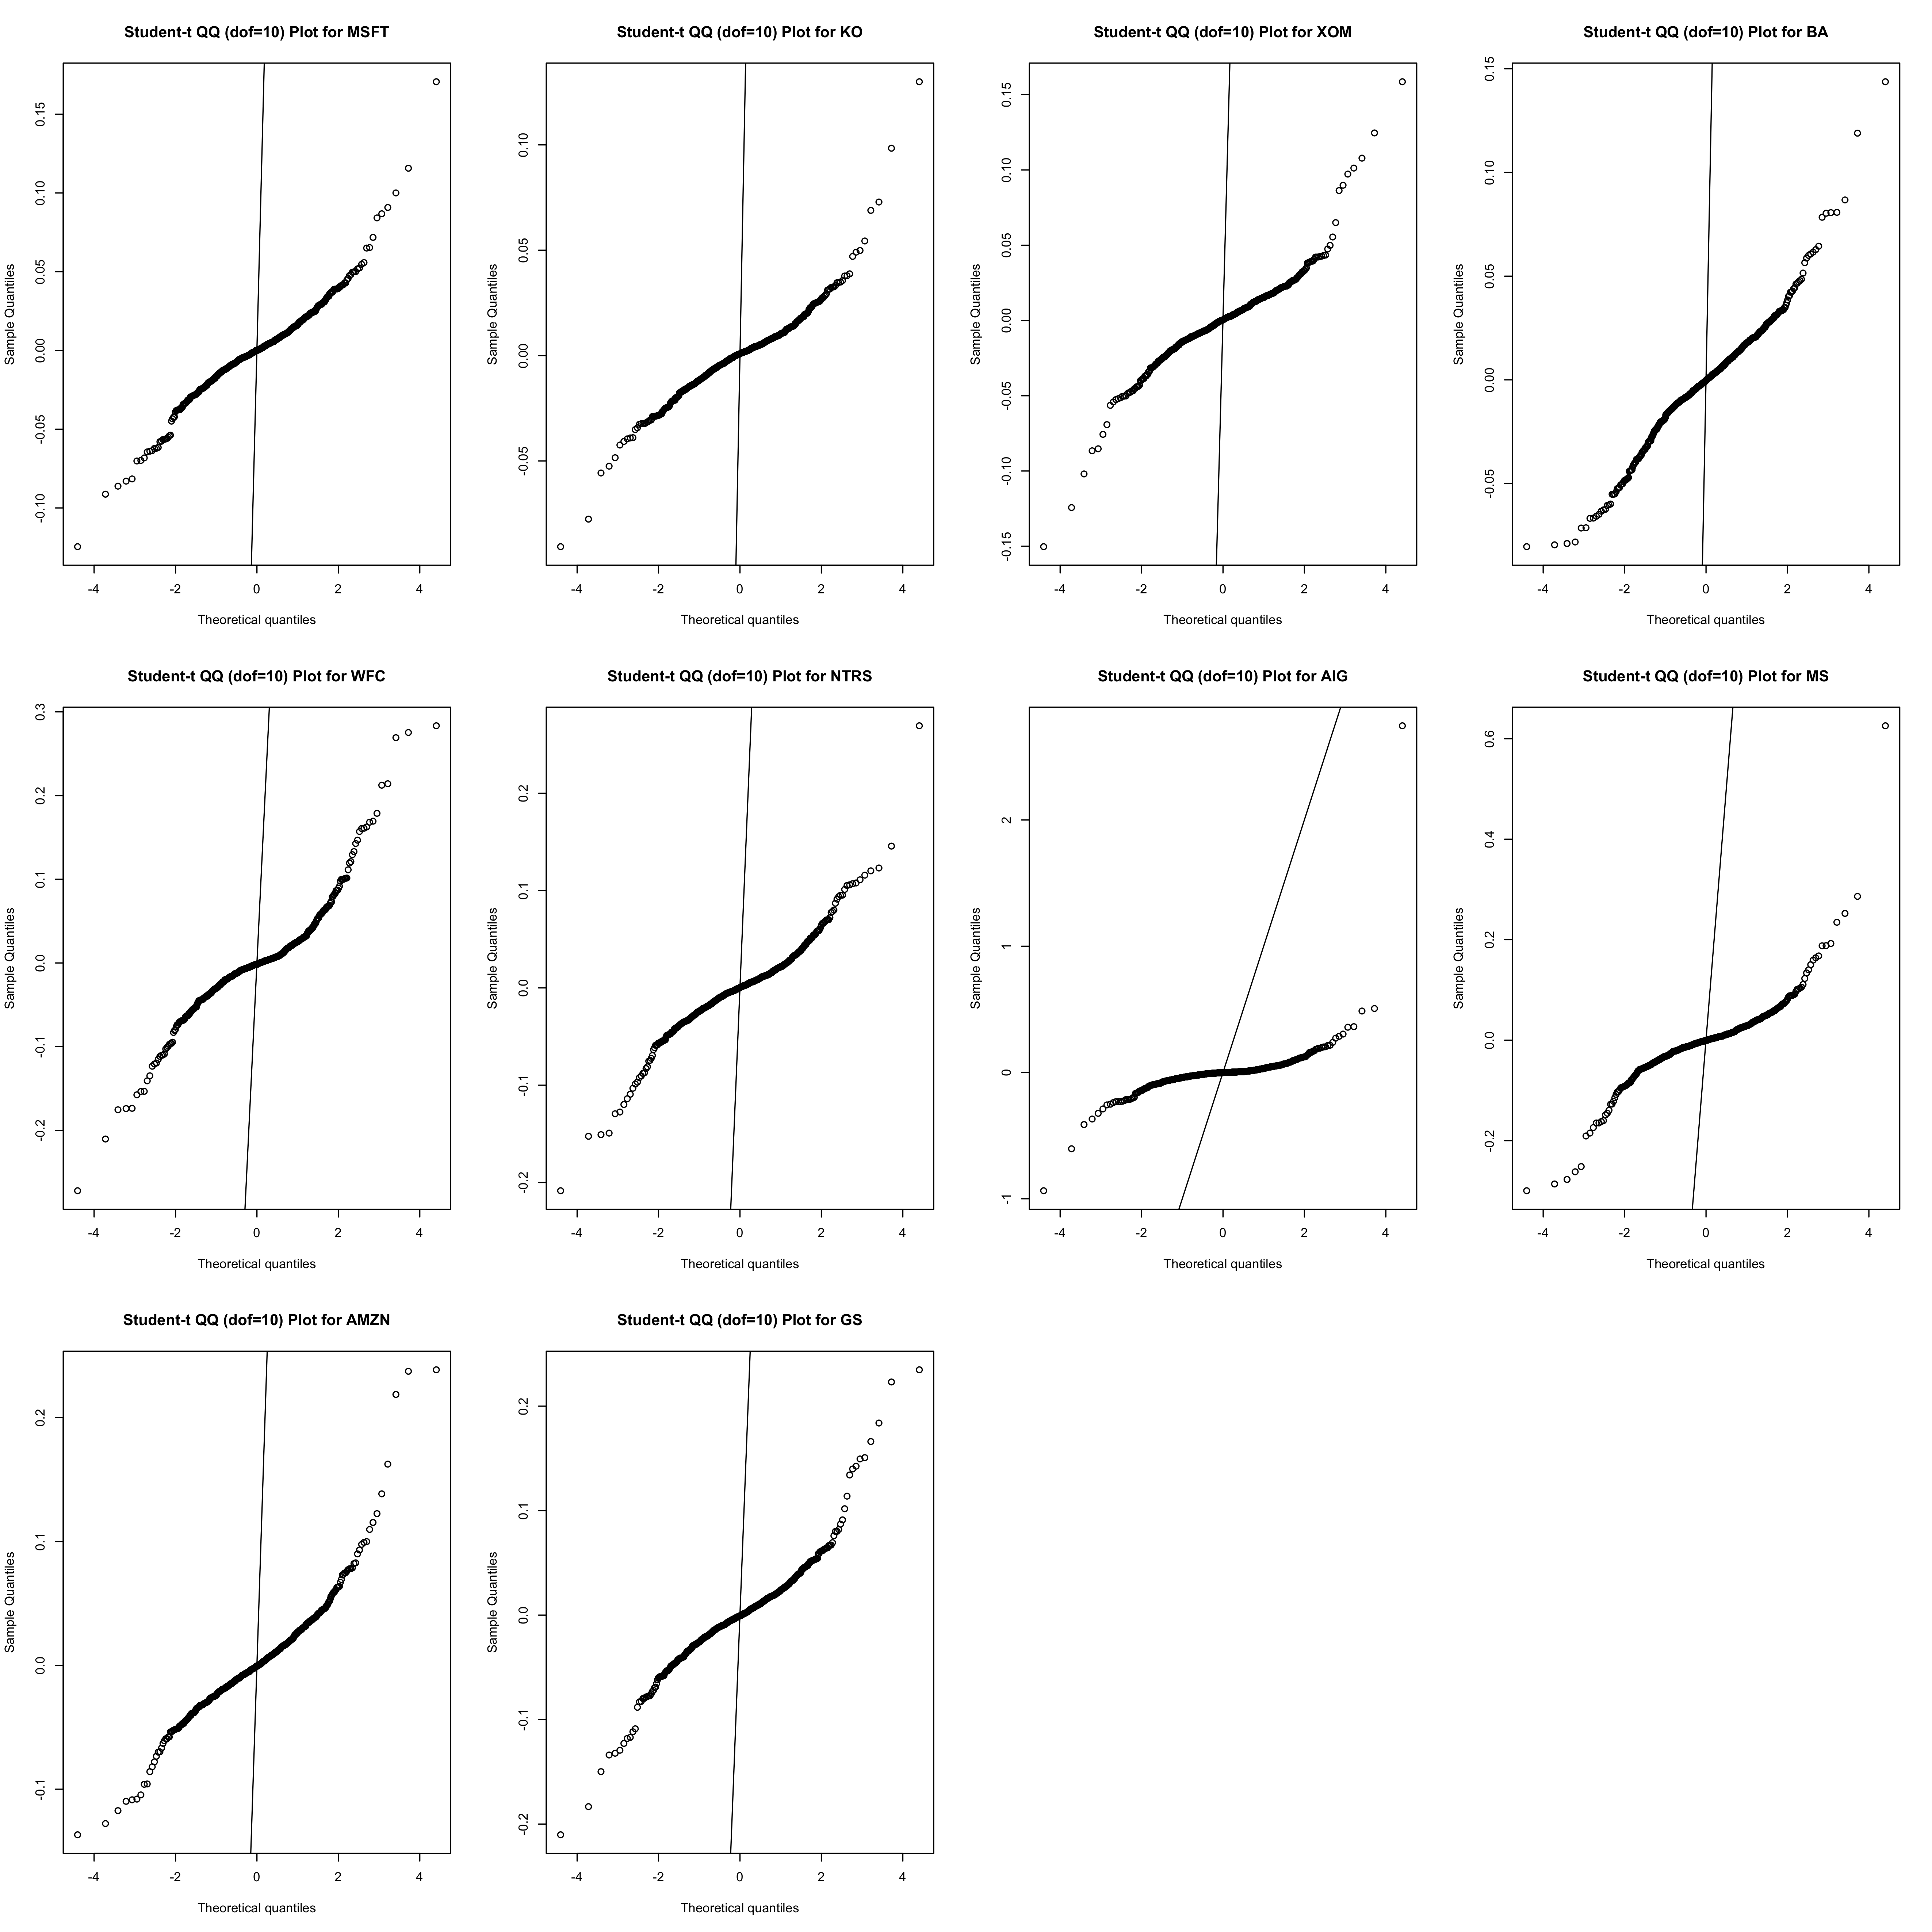 Student-t QQ (dof=10) Plot for MSFT
Sample Quantiles
0.15
0.10
0.05
0.00
-0.05
-0.10
-4 -2 0 2 4
Theoretical quantiles
Student-t QQ (dof=10) Plot for KO
Sample Quantiles
0.10
0.05
0.00
-0.05
-4 -2 0 2 4
Theoretical quantiles
Student-t QQ (dof=10) Plot for XOM
Sample Quantiles
0.15
0.10
0.05
0.00
-0.05
-0.10
-0.15
-4 -2 0 2 4
Theoretical quantiles
Student-t QQ (dof=10) Plot for BA
Sample Quantiles
0.15
0.10
0.05
0.00
-0.05
-4 -2 0 2 4
Theoretical quantiles
Student-t QQ (dof=10) Plot for WFC
Sample Quantiles
0.3
0.2
0.1
0.0
-0.1
-0.2
-4 -2 0 2 4
Theoretical quantiles
Student-t QQ (dof=10) Plot for NTRS
Sample Quantiles
0.2
0.1
0.0
-0.1
-0.2
-4 -2 0 2 4
Theoretical quantiles
Student-t QQ (dof=10) Plot for AIG
Sample Quantiles
2
1
0
-1
-4 -2 0 2 4
Theoretical quantiles
Student-t QQ (dof=10) Plot for MS
Sample Quantiles
0.6
0.4
0.2
0.0
-0.2
-4 -2 0 2 4
Theoretical quantiles
Student-t QQ (dof=10) Plot for AMZN
Sample Quantiles
0.2
0.1
0.0
-0.1
-4 -2 0 2 4
Theoretical quantiles
Student-t QQ (dof=10) Plot for GS
Sample Quantiles
0.2
0.1
0.0
-0.1
-0.2
-4 -2 0 2 4
Theoretical quantiles